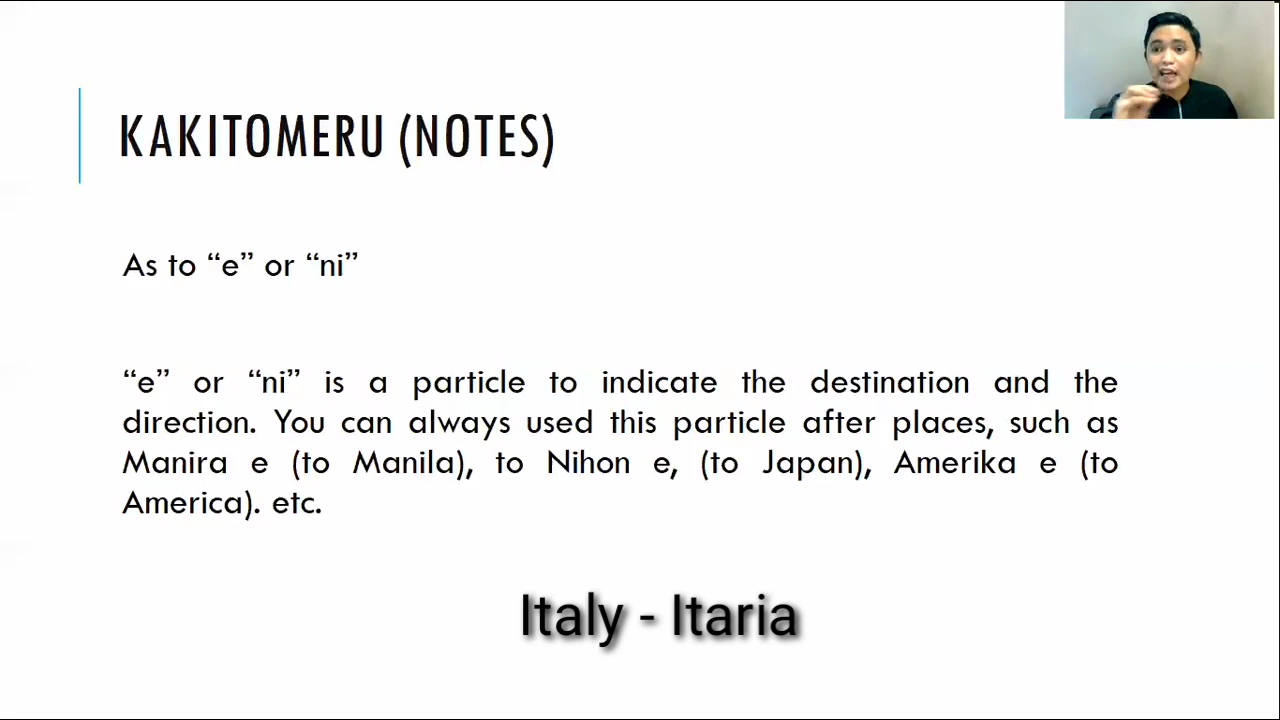 KAKITOMERU (NOTES)
As to “e” or “ni”
“e” or “ni” is a particle to indicate the destination and the
direction. You can always used this particle after places, such as
Manira e (to Manila), to Nihon e, (to Japan), Amerika e (to
America). etc.
Italy - Itaria